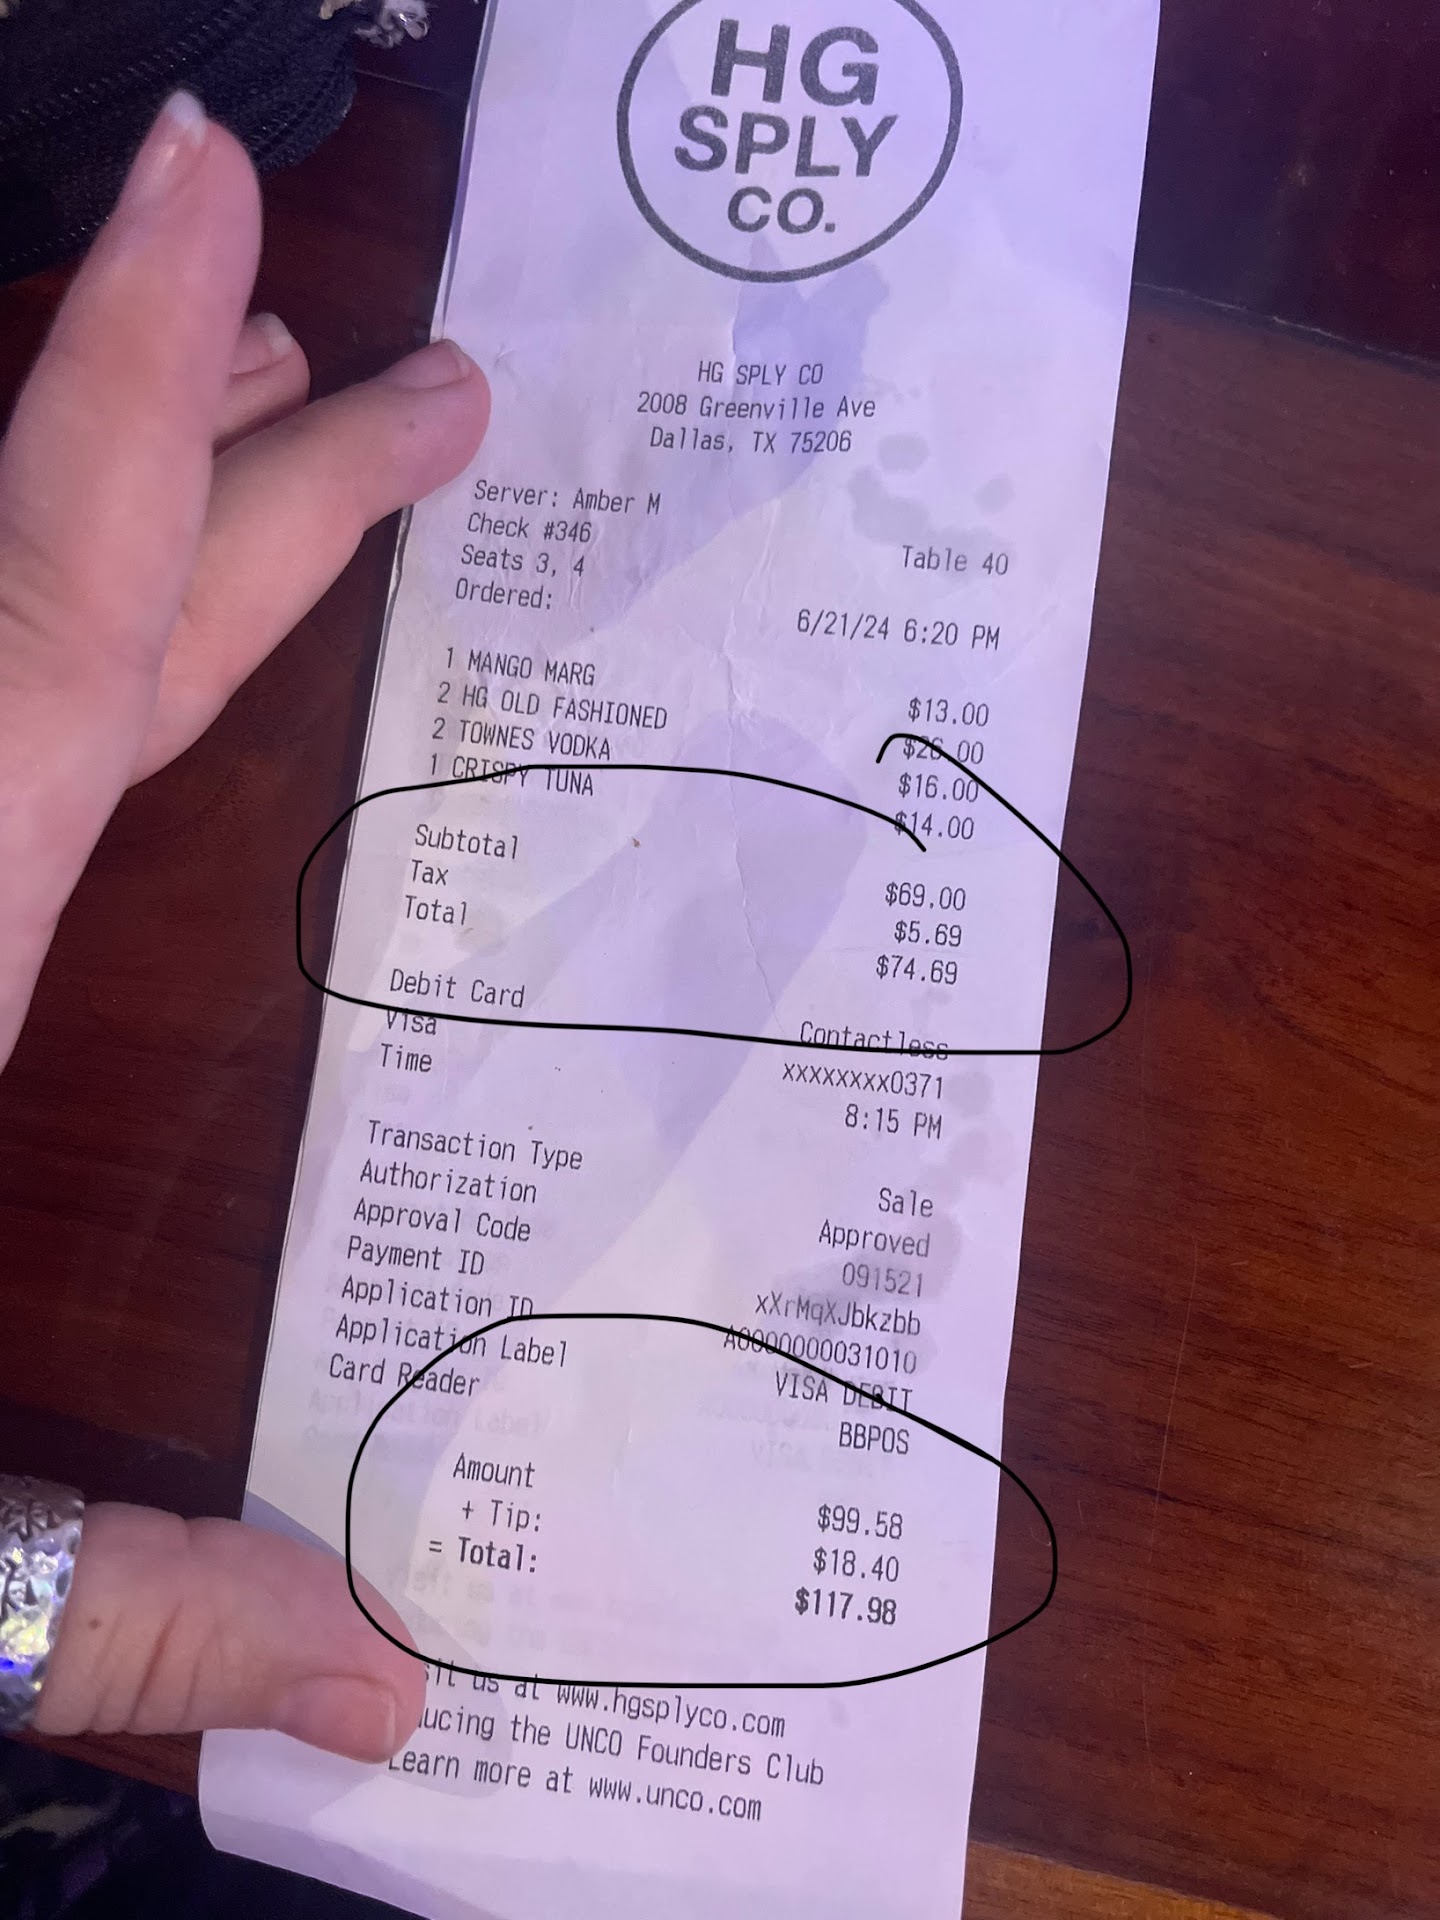 HG
SPLY
CO.
HG SPLY CO
2008 Greenville Ave
Dallas, TX 75206
Server: Amber M
Check #346 Table 40
Seats 3, 4
Ordered: 6/21/24 6:20 PM
1 MANGO MARG $13.00
2 HG OLD FASHIONED $26.00
2 TOWNES VODKA $16.00
1 CRISPY TUNA $14.00
Subtotal $69.00
Tax $5.69
Total $74.69
Debit Card Contactless
Visa xxxxxxxx0371
Time 8:15 PM
Transaction Type Sale
Authorization Approved
Approval Code 091521
Payment ID xXrMqXJbkzbb
Application ID A0000000031010
Application Label VISA DEBIT
Card Reader BBPOS
Amount $99.58
+ Tip: $18.40
= Total: $117.98
us at www.hgsplyco.com
the UNCO Founders Club
Learn more at www.unco.com